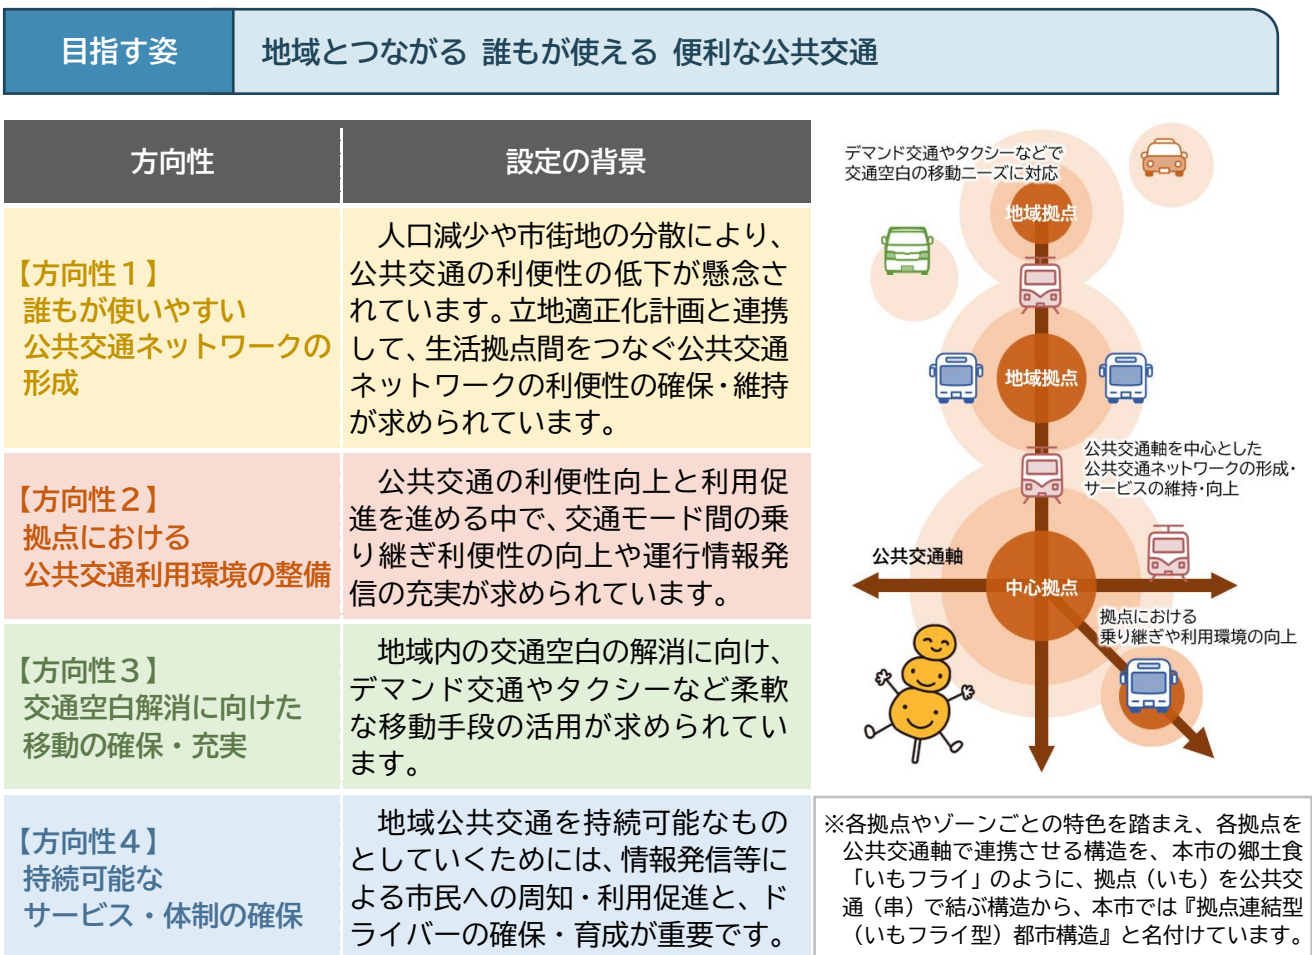 目指す姿
地域とつながる 誰もが使える 便利な公共交通
方向性
設定の背景
【方向性１】
誰もが使いやすい
公共交通ネットワークの
形成
人口減少や市街地の分散により、
公共交通の利便性の低下が懸念さ
れています。立地適正化計画と連携
して、生活拠点間をつなぐ公共交通
ネットワークの利便性の確保・維持
が求められています。
【方向性２】
拠点における
公共交通利用環境の整備
公共交通の利便性向上と利用促
進を進める中で、交通モード間の乗
り継ぎ利便性の向上や運行情報発
信の充実が求められています。
【方向性３】
交通空白解消に向けた
移動の確保・充実
地域内の交通空白の解消に向け、
デマンド交通やタクシーなど柔軟
な移動手段の活用が求められてい
ます。
【方向性４】
持続可能な
サービス・体制の確保
地域公共交通を持続可能なもの
としていくためには、情報発信等に
よる市民への周知・利用促進と、ド
ライバーの確保・育成が重要です。
デマンド交通やタクシーなどで
交通空白の移動ニーズに対応
地域拠点
地域拠点
公共交通軸を中心とした
公共交通ネットワークの形成・
サービスの維持・向上
公共交通軸
中心拠点
拠点における
乗り継ぎや利用環境の向上
※各拠点やゾーンごとの特色を踏まえ、各拠点を
公共交通軸で連携させる構造を、本市の郷土食
「いもフライ」のように、拠点（いも）を公共交
通（串）で結ぶ構造から、本市では『拠点連結型
（いもフライ型）都市構造』と名付けています。